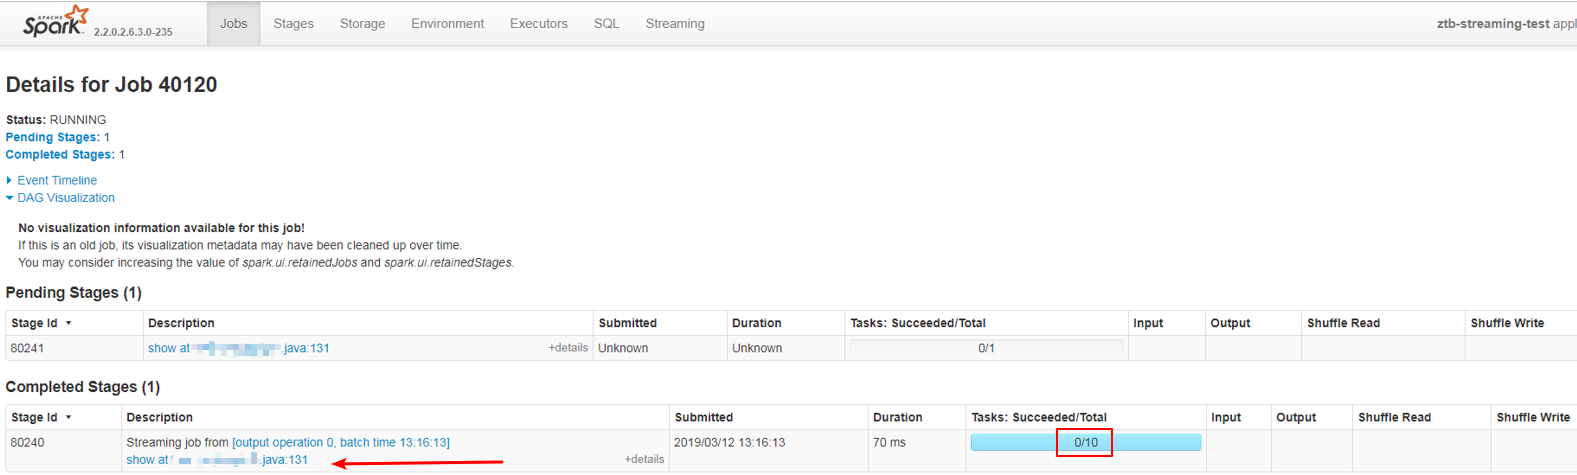 APACHE
Spark 2.2.0.2.6.3.0-235 Jobs Stages Storage Environment Executors SQL Streaming ztb-streaming-test appl
Details for Job 40120
Status: RUNNING
Pending Stages: 1
Completed Stages: 1
Event Timeline
DAG Visualization
No visualization information available for this job!
If this is an old job, its visualization metadata may have been cleaned up over time.
You may consider increasing the value of spark.ui.retainedJobs and spark.ui.retainedStages.
Pending Stages (1)
Stage Id Description Submitted Duration Tasks: Succeeded/Total Input Output Shuffle Read Shuffle Write
80241 show at .java:131 +details Unknown Unknown 0/1
Completed Stages (1)
Stage Id Description Submitted Duration Tasks: Succeeded/Total Input Output Shuffle Read Shuffle Write
80240 Streaming job from [output operation 0, batch time 13:16:13] 2019/03/12 13:16:13 70 ms 0/10
show at .java:131 +details